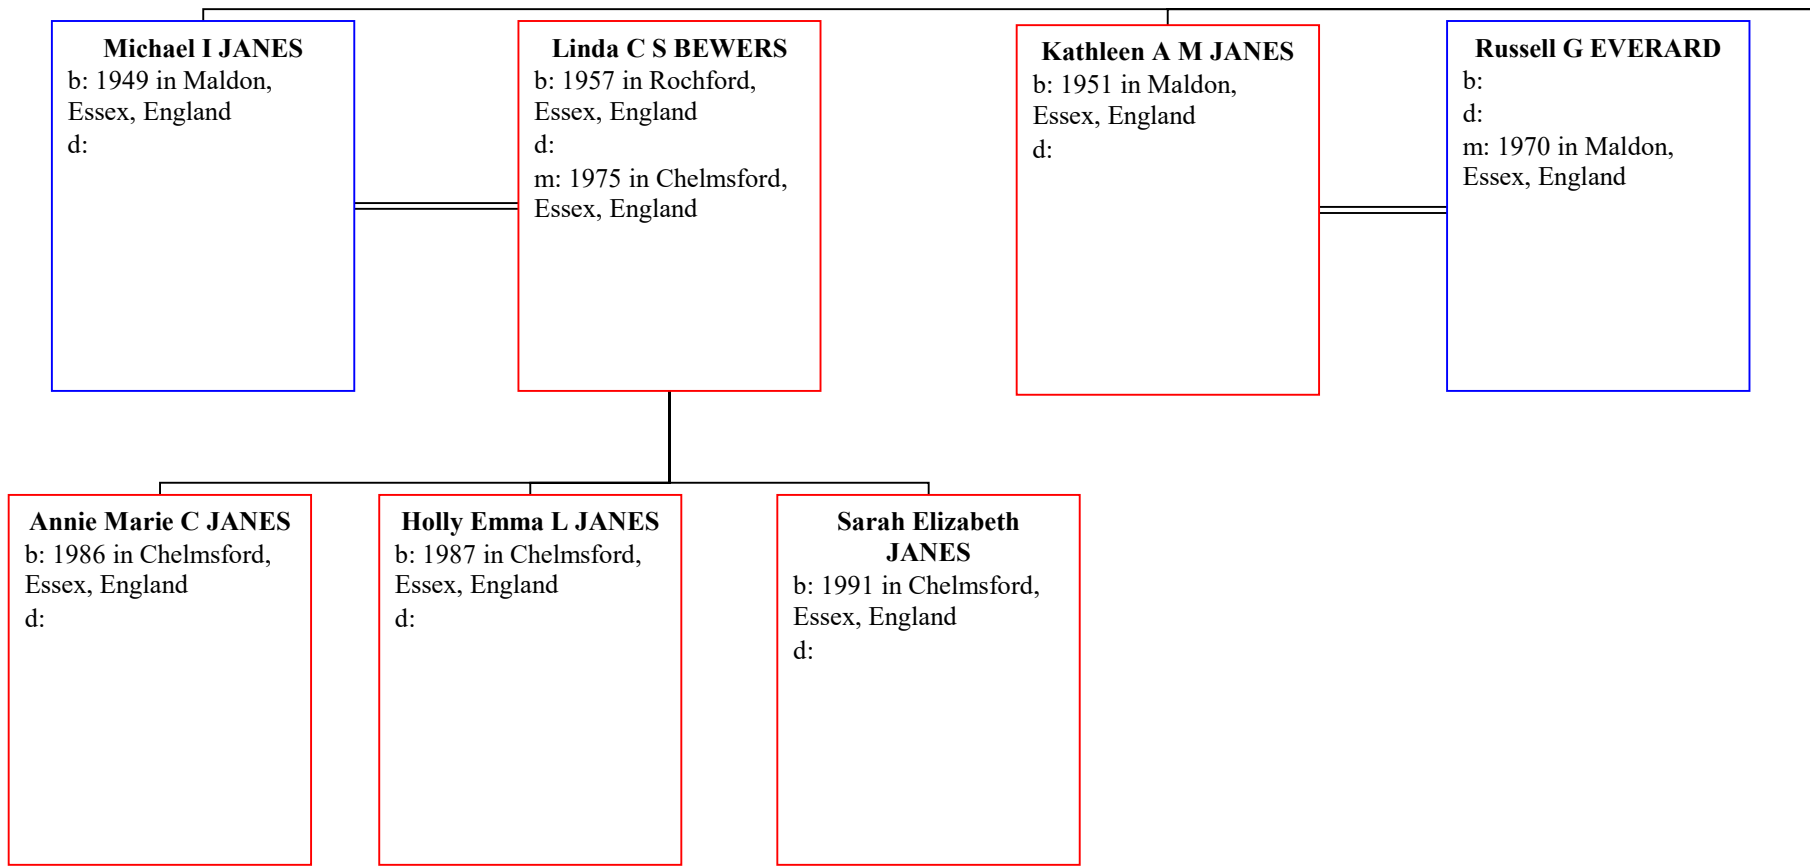 Michael I JANES
b: 1949 in Maldon,
Essex, England
d:
Linda C S BEWERS
b: 1957 in Rochford,
Essex, England
d:
m: 1975 in Chelmsford,
Essex, England
Kathleen A M JANES
b: 1951 in Maldon,
Essex, England
d:
Russell G EVERARD
b:
d:
m: 1970 in Maldon,
Essex, England
Annie Marie C JANES
b: 1986 in Chelmsford,
Essex, England
d:
Holly Emma L JANES
b: 1987 in Chelmsford,
Essex, England
d:
Sarah Elizabeth
JANES
b: 1991 in Chelmsford,
Essex, England
d: